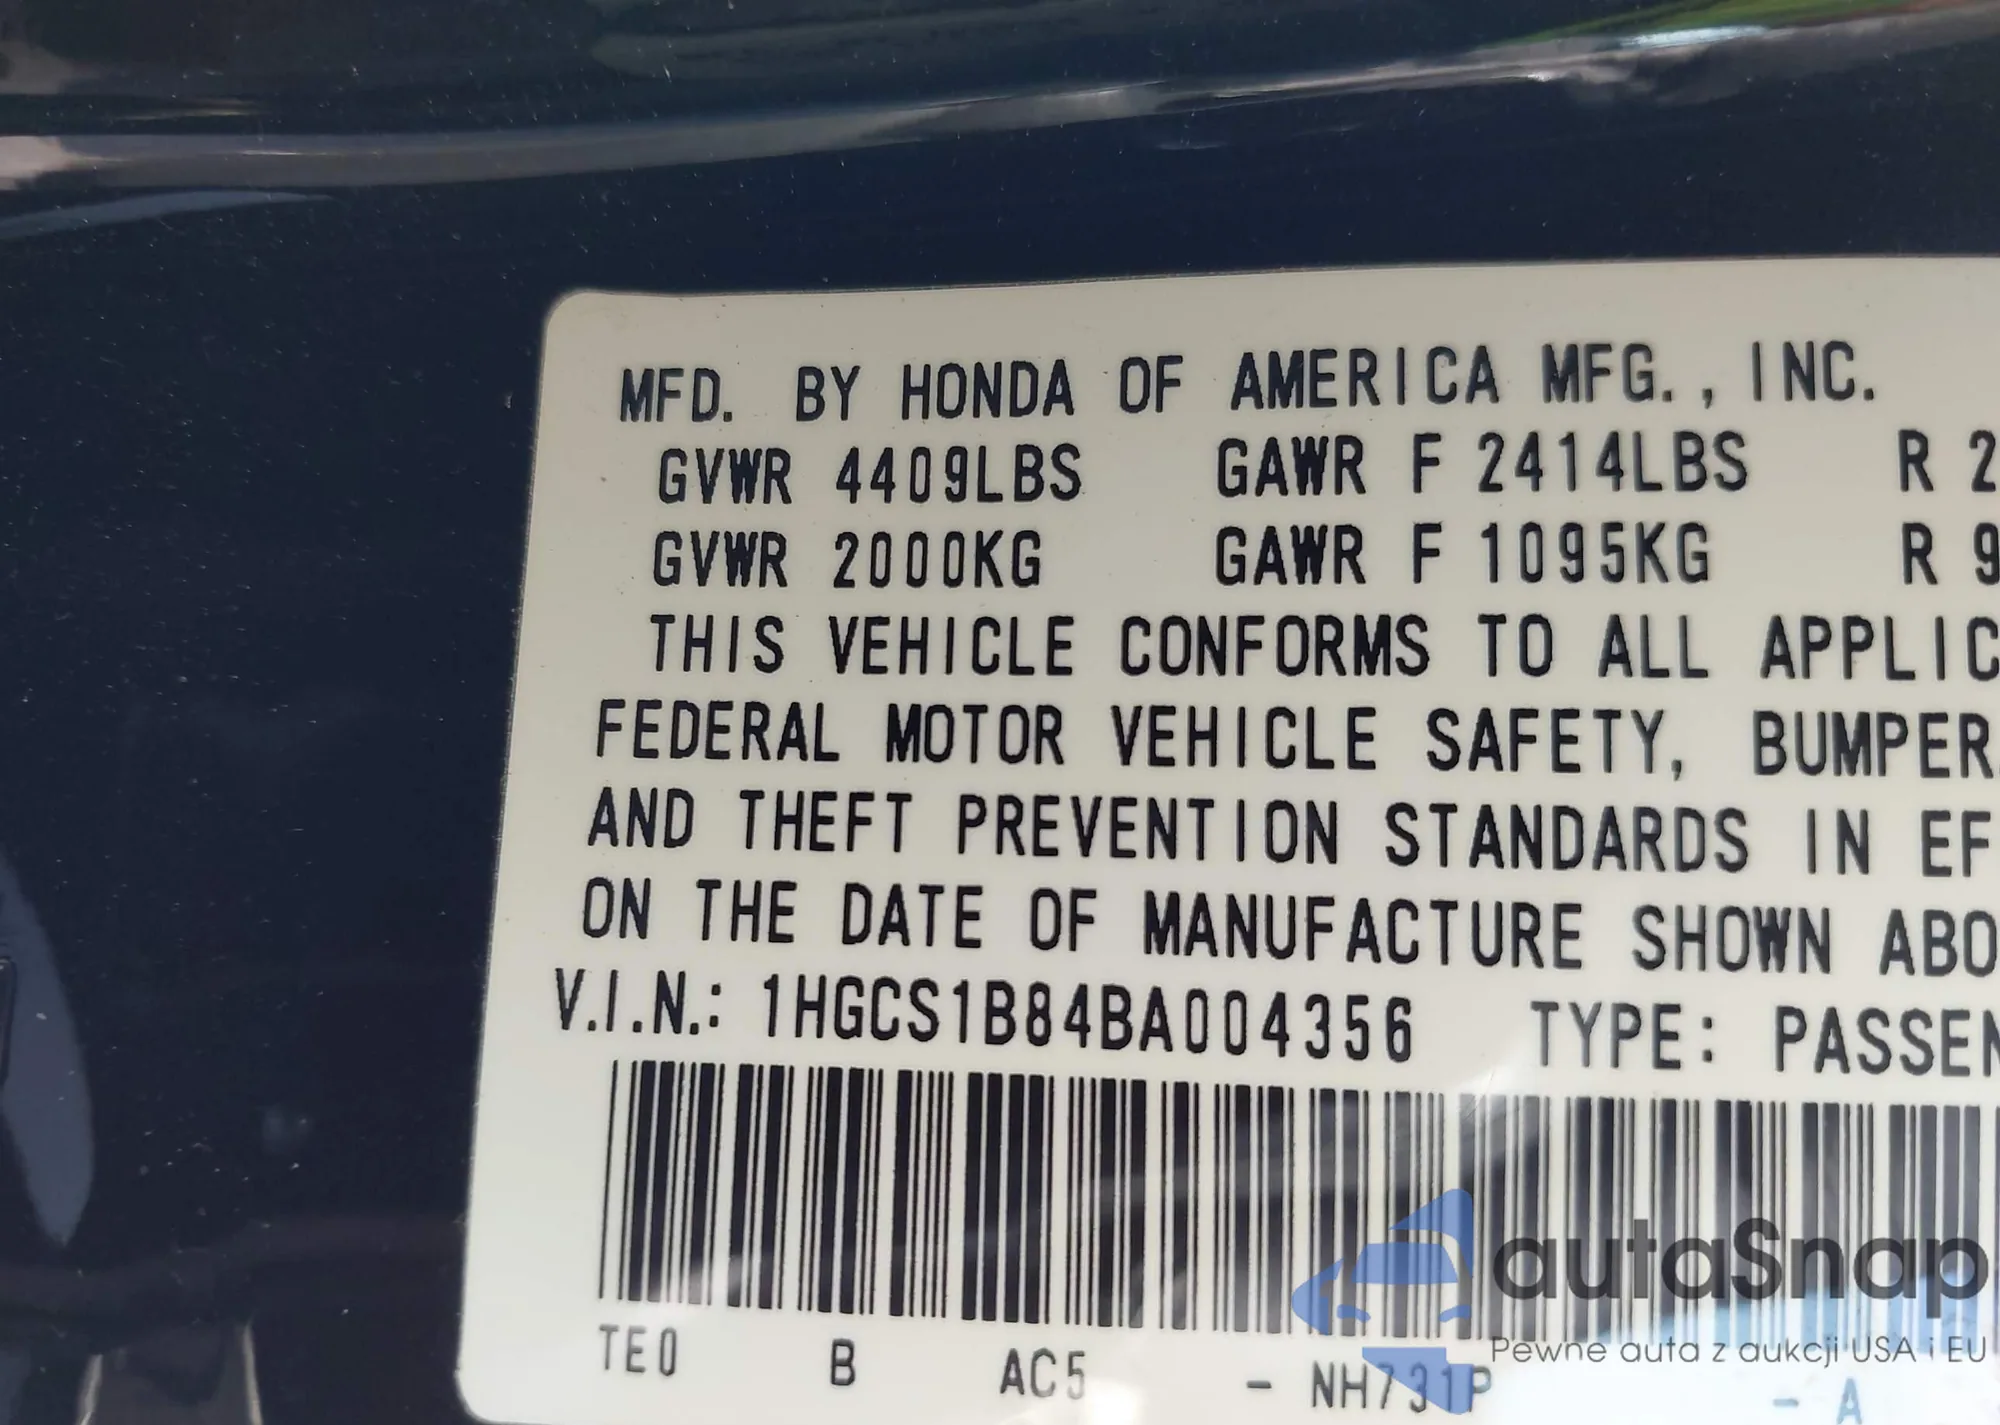 MFD. BY HONDA OF AMERICA MFG., INC.
GVWR 4409LBS GAWR F 2414LBS R 2
GVWR 2000KG GAWR F 1095KG R 9
THIS VEHICLE CONFORMS TO ALL APPLIC
FEDERAL MOTOR VEHICLE SAFETY, BUMPER,
AND THEFT PREVENTION STANDARDS IN EF
ON THE DATE OF MANUFACTURE SHOWN ABO
V.I.N.: 1HGCS1B84BA004356 TYPE: PASSEN
autaSnap
Pewne auta z aukcji USA i EU
TE0 B AC5 - NH731P - A